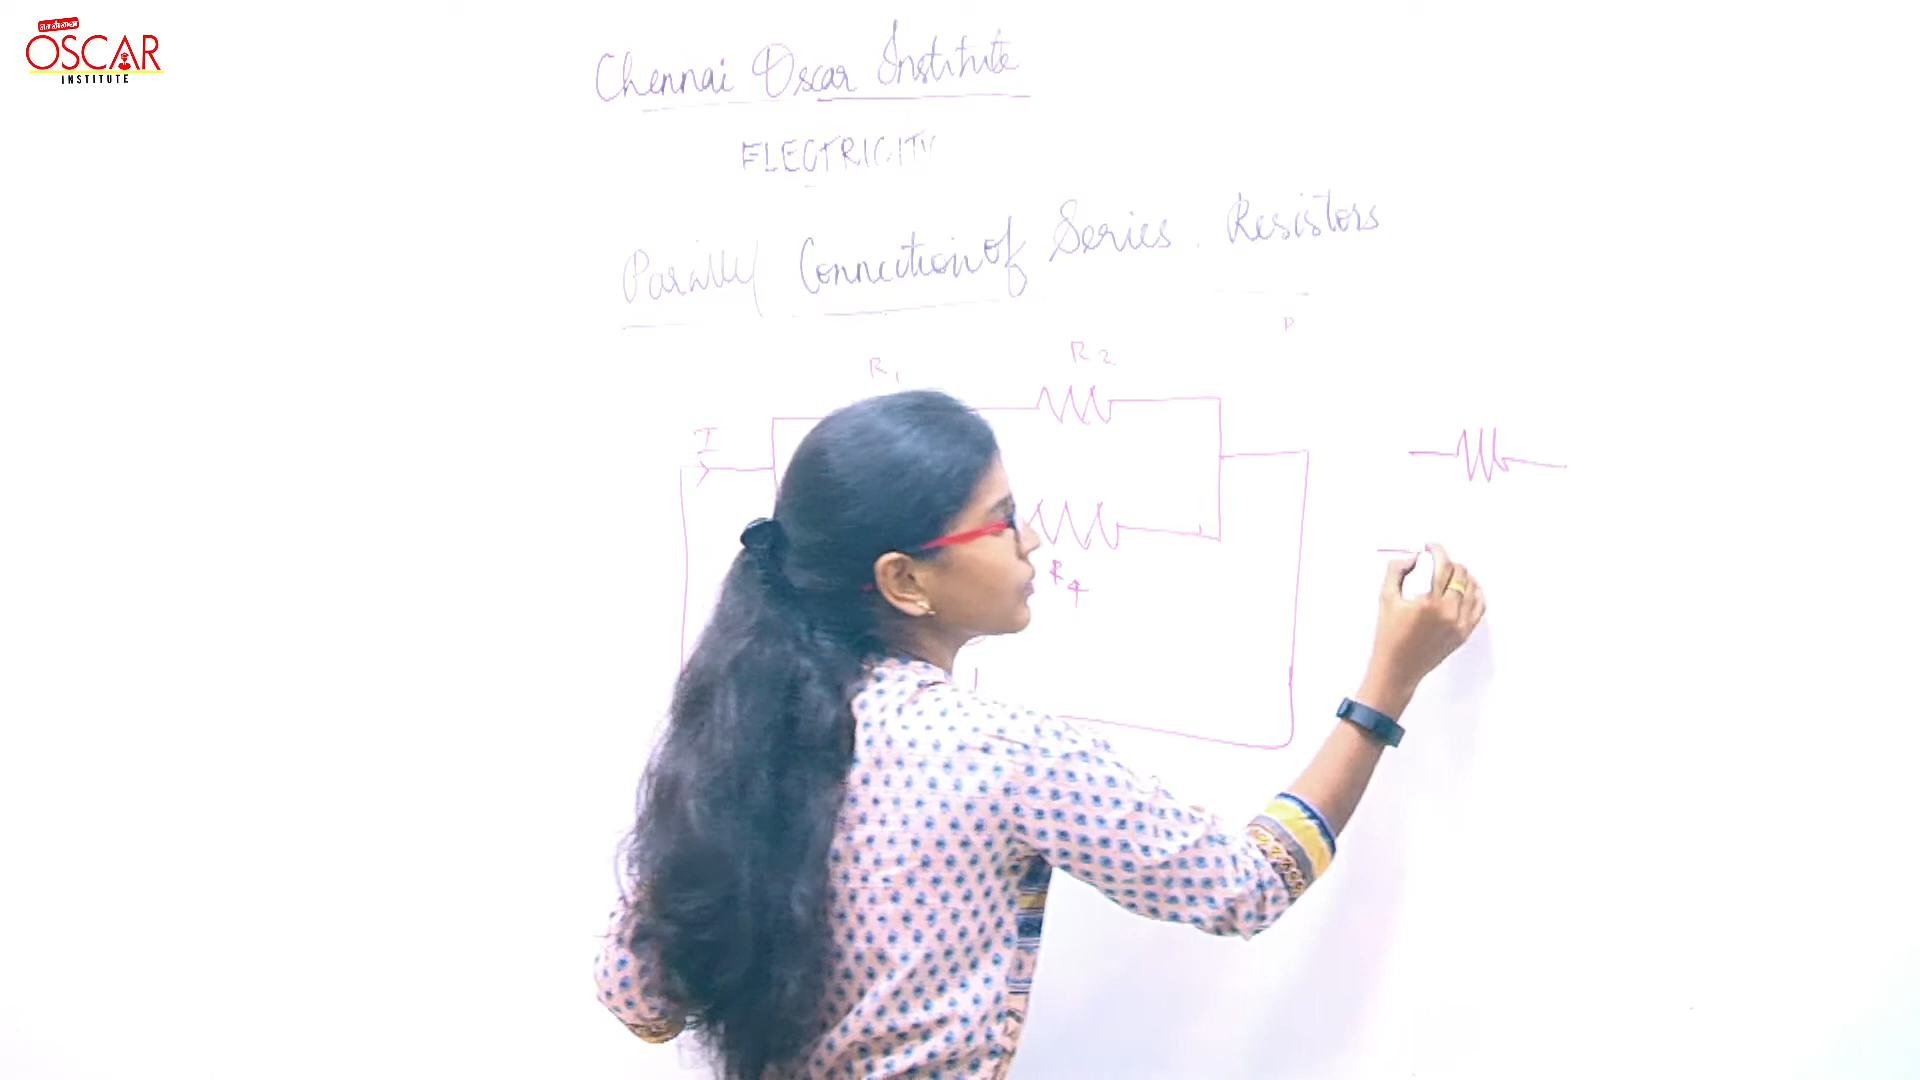 சென்னை
OSCAR
INSTITUTE
Chennai Oscar Institute
ELECTRICITY
Parallel Connection of Series Resistors
R1
R2
I
R4